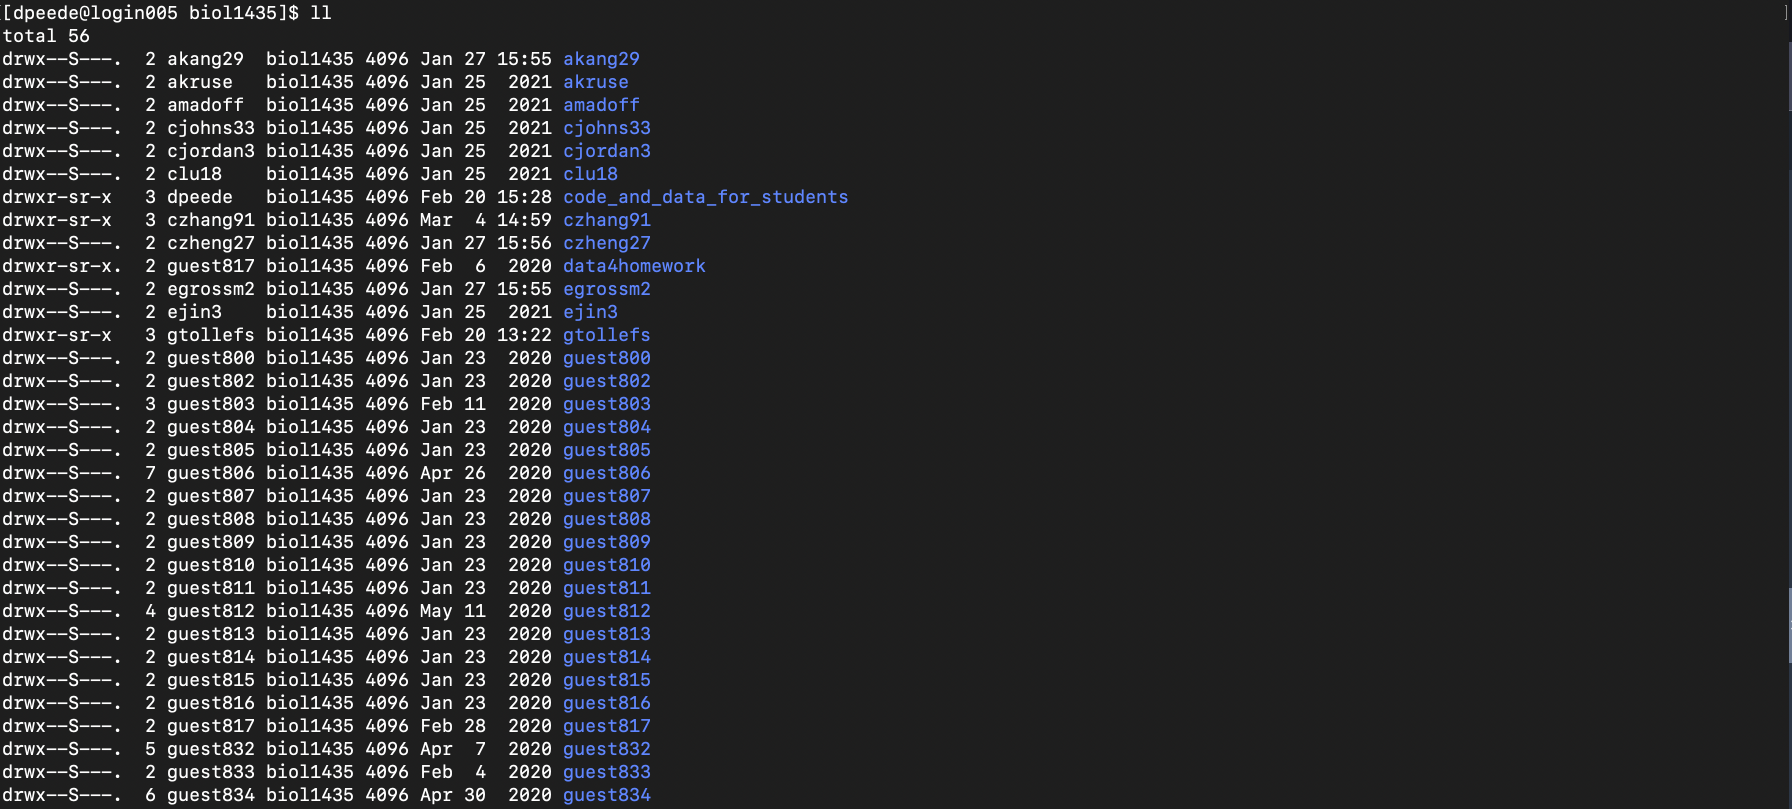 [dpeede@login005 biol1435]$ ll
total 56
drwx--S---.  2 akang29  biol1435 4096 Jan 27 15:55 akang29
drwx--S---.  2 akruse   biol1435 4096 Jan 25  2021 akruse
drwx--S---.  2 amadoff  biol1435 4096 Jan 25  2021 amadoff
drwx--S---.  2 cjohns33 biol1435 4096 Jan 25  2021 cjohns33
drwx--S---.  2 cjordan3 biol1435 4096 Jan 25  2021 cjordan3
drwx--S---.  2 clu18    biol1435 4096 Jan 25  2021 clu18
drwxr-sr-x   3 dpeede   biol1435 4096 Feb 20 15:28 code_and_data_for_students
drwxr-sr-x   3 czhang91 biol1435 4096 Mar  4 14:59 czhang91
drwx--S---.  2 czheng27 biol1435 4096 Jan 27 15:56 czheng27
drwxr-sr-x.  2 guest817 biol1435 4096 Feb  6  2020 data4homework
drwx--S---.  2 egrossm2 biol1435 4096 Jan 27 15:55 egrossm2
drwx--S---.  2 ejin3    biol1435 4096 Jan 25  2021 ejin3
drwxr-sr-x   3 gtollefs biol1435 4096 Feb 20 13:22 gtollefs
drwx--S---.  2 guest800 biol1435 4096 Jan 23  2020 guest800
drwx--S---.  2 guest802 biol1435 4096 Jan 23  2020 guest802
drwx--S---.  3 guest803 biol1435 4096 Feb 11  2020 guest803
drwx--S---.  2 guest804 biol1435 4096 Jan 23  2020 guest804
drwx--S---.  2 guest805 biol1435 4096 Jan 23  2020 guest805
drwx--S---.  7 guest806 biol1435 4096 Apr 26  2020 guest806
drwx--S---.  2 guest807 biol1435 4096 Jan 23  2020 guest807
drwx--S---.  2 guest808 biol1435 4096 Jan 23  2020 guest808
drwx--S---.  2 guest809 biol1435 4096 Jan 23  2020 guest809
drwx--S---.  2 guest810 biol1435 4096 Jan 23  2020 guest810
drwx--S---.  2 guest811 biol1435 4096 Jan 23  2020 guest811
drwx--S---.  4 guest812 biol1435 4096 May 11  2020 guest812
drwx--S---.  2 guest813 biol1435 4096 Jan 23  2020 guest813
drwx--S---.  2 guest814 biol1435 4096 Jan 23  2020 guest814
drwx--S---.  2 guest815 biol1435 4096 Jan 23  2020 guest815
drwx--S---.  2 guest816 biol1435 4096 Jan 23  2020 guest816
drwx--S---.  2 guest817 biol1435 4096 Feb 28  2020 guest817
drwx--S---.  5 guest832 biol1435 4096 Apr  7  2020 guest832
drwx--S---.  2 guest833 biol1435 4096 Feb  4  2020 guest833
drwx--S---.  6 guest834 biol1435 4096 Apr 30  2020 guest834